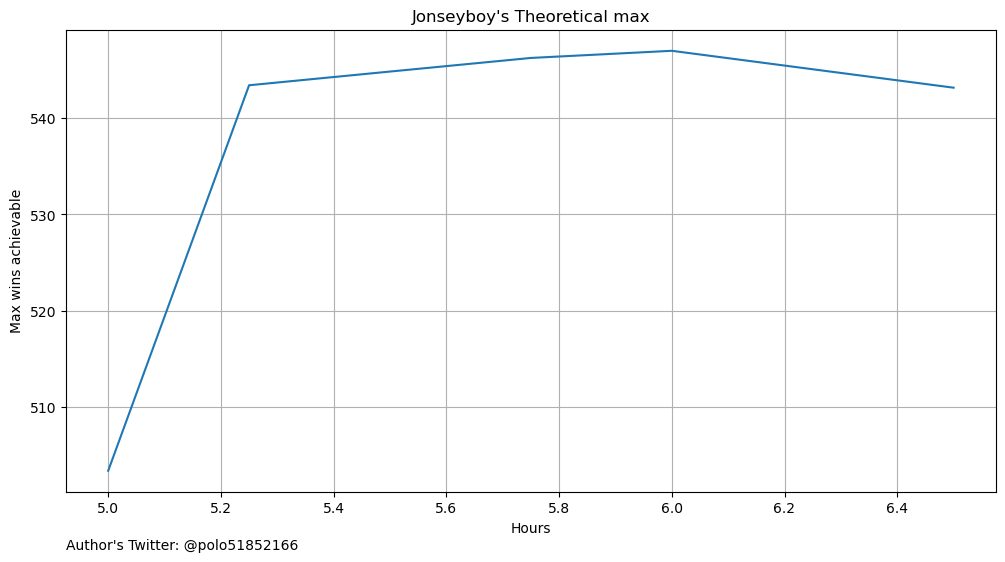 Jonseyboy's Theoretical max
Max wins achievable
540
530
520
510
5.0 5.2 5.4 5.6 5.8 6.0 6.2 6.4
Hours
Author's Twitter: @polo51852166